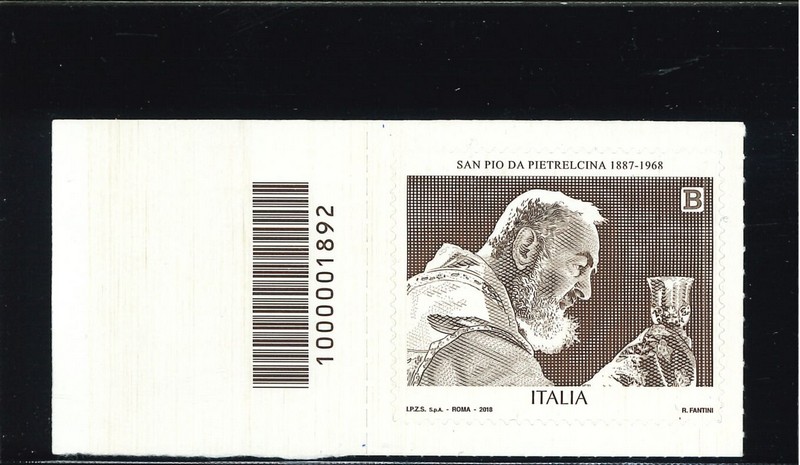 SAN PIO DA PIETRELCINA 1887-1968
B
1000001892
ITALIA
I.P.Z.S. S.p.A. - ROMA - 2018
R. FANTINI